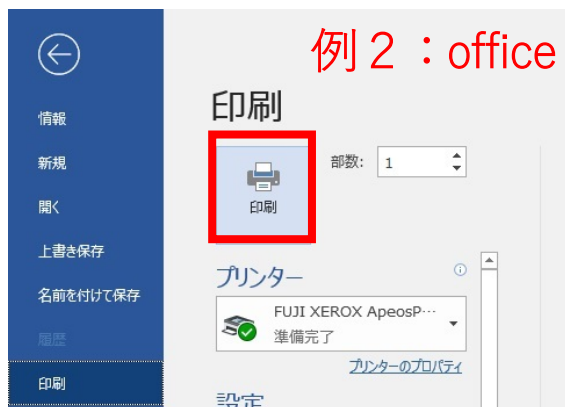 例２：office
印刷
情報
新規
開く
上書き保存
名前を付けて保存
履歴
印刷
部数: 1
印刷
プリンター
FUJI XEROX ApeosP…
準備完了
プリンターのプロパティ
設定